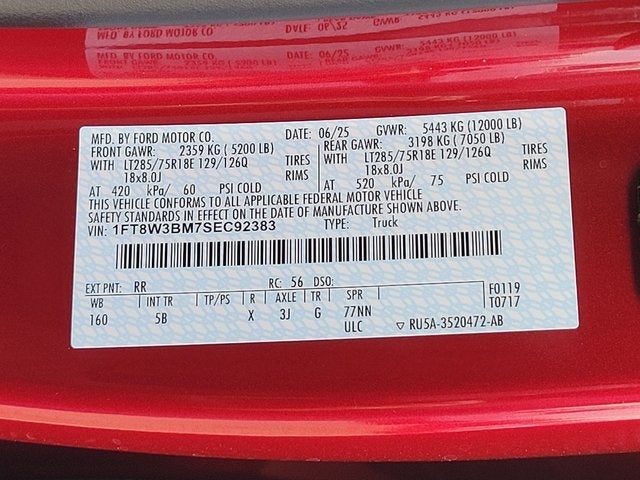 MFD. BY FORD MOTOR CO. DATE: 06/25 GVWR: 5443 KG (12000 LB)
FRONT GAWR: 2359 KG ( 5200 LB) REAR GAWR: 3198 KG ( 7050 LB)
WITH LT285/75R18E 129/126Q TIRES WITH LT285/75R18E 129/126Q TIRES
18x8.0J RIMS 18x8.0J RIMS
AT 420 kPa/ 60 PSI COLD AT 520 kPa/ 75 PSI COLD
THIS VEHICLE CONFORMS TO ALL APPLICABLE FEDERAL MOTOR VEHICLE
SAFETY STANDARDS IN EFFECT ON THE DATE OF MANUFACTURE SHOWN ABOVE.
VIN: 1FT8W3BM7SEC92383 TYPE: Truck
EXT PNT: RR RC: 56 DSO: F0119
WB INT TR TP/PS R AXLE TR SPR T0717
160 5B X 3J G 77NN
ULC ▽ RU5A-3520472-AB